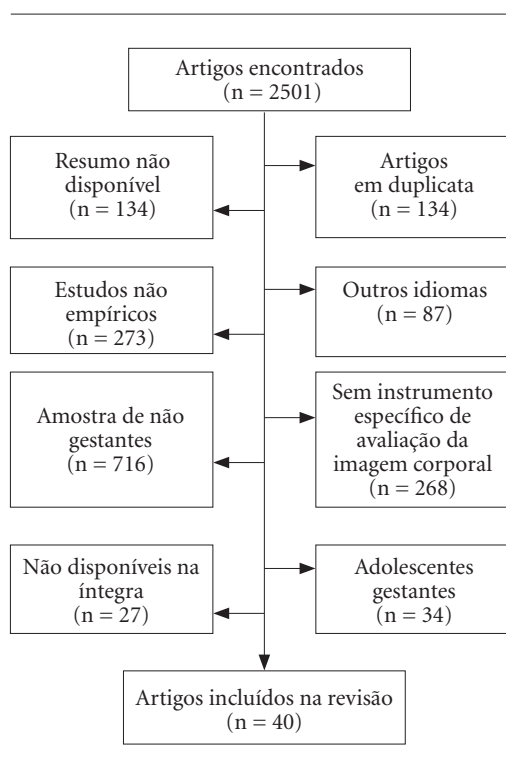 Artigos encontrados
(n = 2501)
Resumo não
disponível
(n = 134)
Artigos
em duplicata
(n = 134)
Estudos não
empíricos
(n = 273)
Outros idiomas
(n = 87)
Amostra de não
gestantes
(n = 716)
Sem instrumento
específico de
avaliação da
imagem corporal
(n = 268)
Não disponíveis na
íntegra
(n = 27)
Adolescentes
gestantes
(n = 34)
Artigos incluídos na revisão
(n = 40)